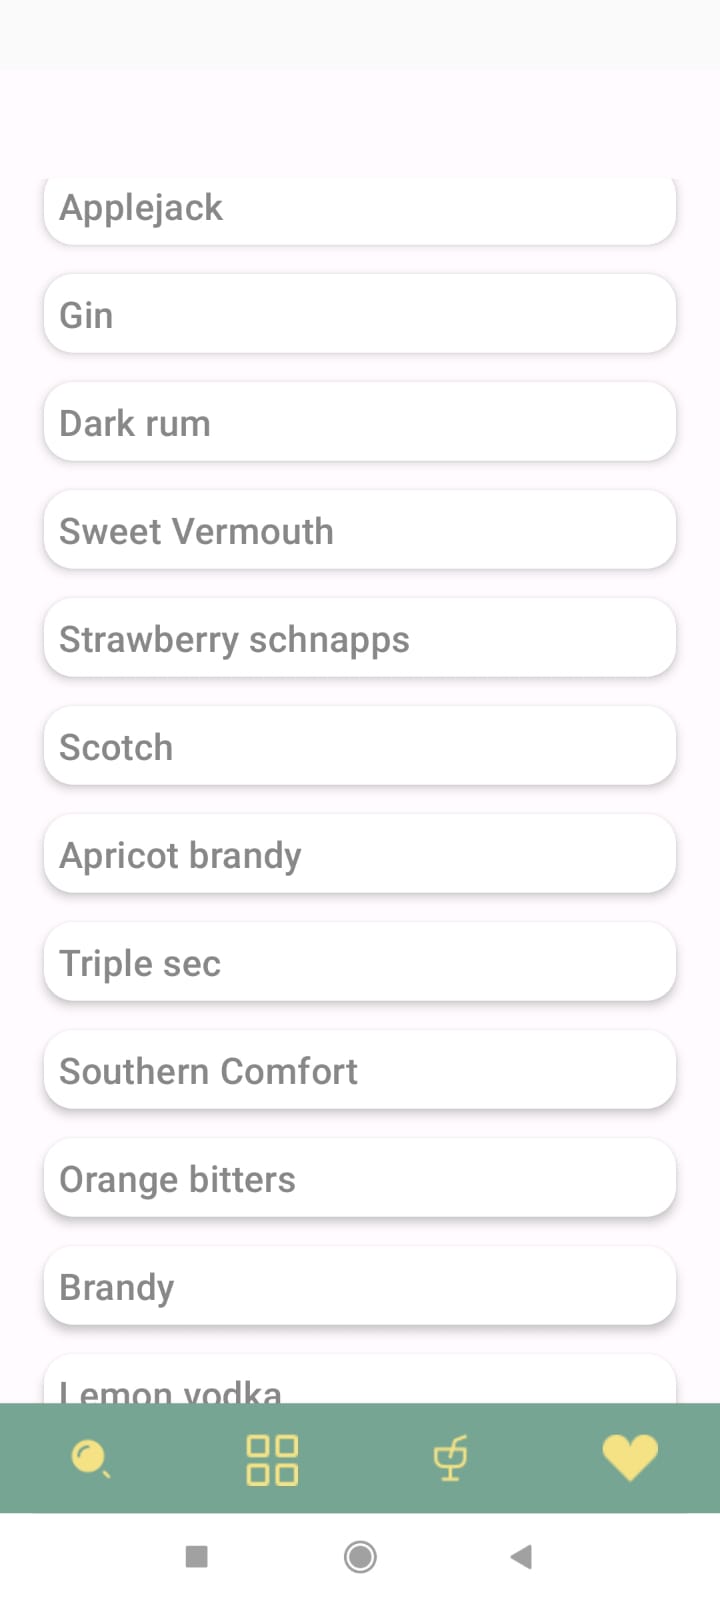 Applejack
Gin
Dark rum
Sweet Vermouth
Strawberry schnapps
Scotch
Apricot brandy
Triple sec
Southern Comfort
Orange bitters
Brandy
Lemon vodka